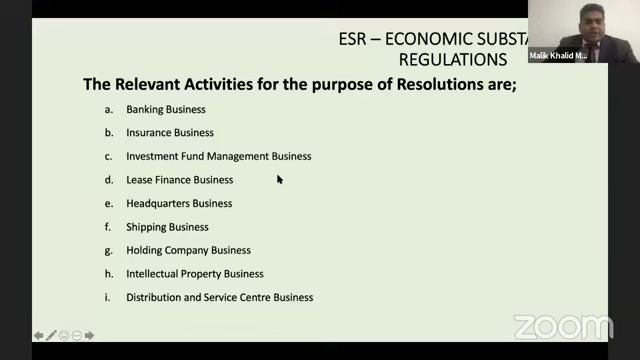 ESR – ECONOMIC SUBSTA
REGULATIONS
Malik Khalid M...
The Relevant Activities for the purpose of Resolutions are;
a. Banking Business
b. Insurance Business
c. Investment Fund Management Business
d. Lease Finance Business
e. Headquarters Business
f. Shipping Business
g. Holding Company Business
h. Intellectual Property Business
i. Distribution and Service Centre Business
zoom